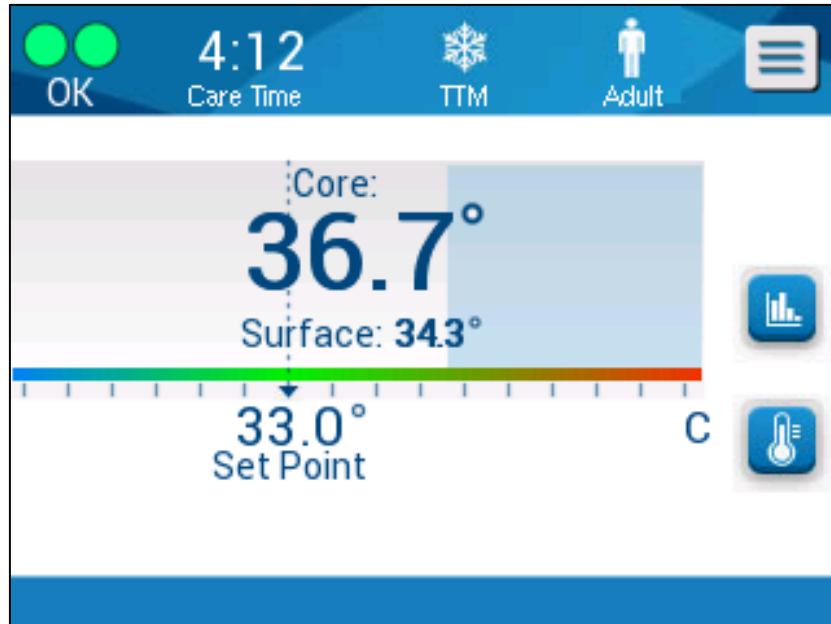 OK
4:12
Care Time
TTM
Adult
Core:
36.7°
Surface: 34.3°
33.0°
Set Point
C